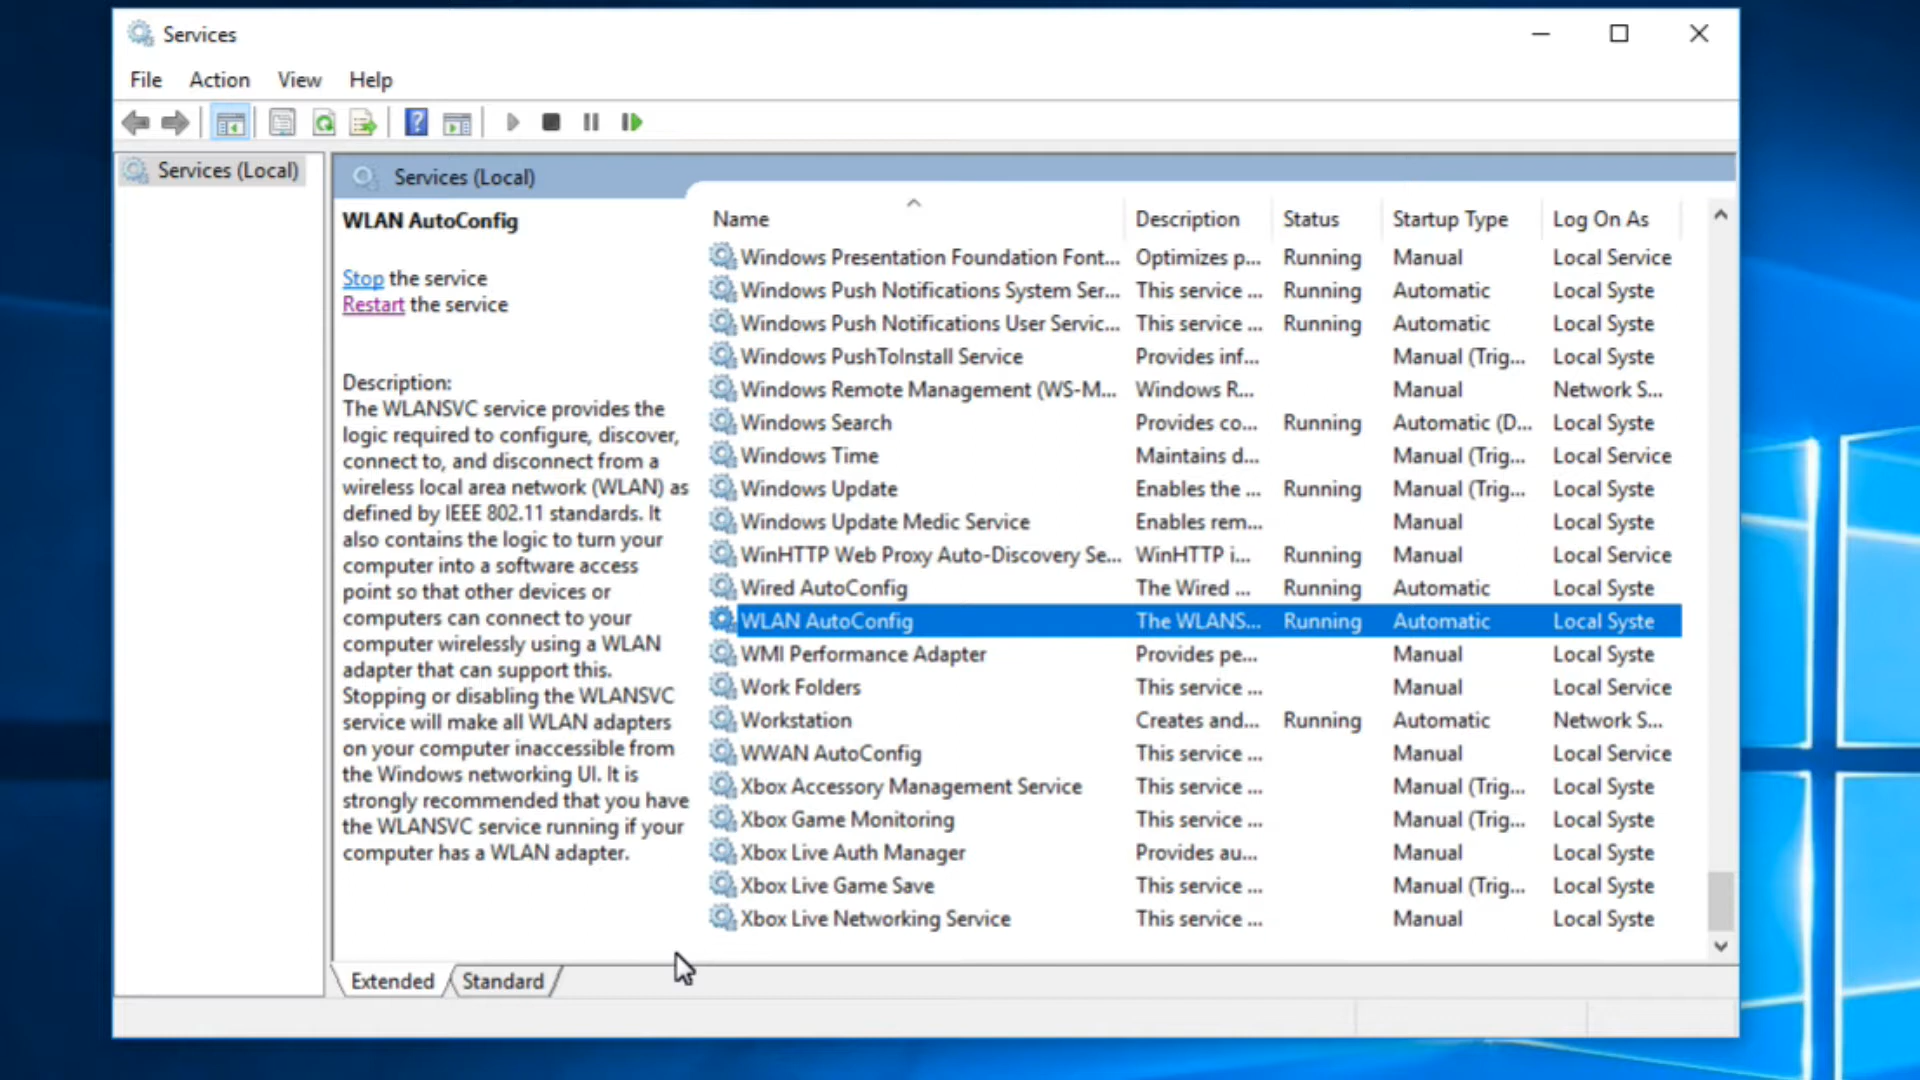 Services
File Action View Help
Services (Local)
Services (Local)
WLAN AutoConfig
Stop the service
Restart the service
Description:
The WLANSVC service provides the
logic required to configure, discover,
connect to, and disconnect from a
wireless local area network (WLAN) as
defined by IEEE 802.11 standards. It
also contains the logic to turn your
computer into a software access
point so that other devices or
computers can connect to your
computer wirelessly using a WLAN
adapter that can support this.
Stopping or disabling the WLANSVC
service will make all WLAN adapters
on your computer inaccessible from
the Windows networking UI. It is
strongly recommended that you have
the WLANSVC service running if your
computer has a WLAN adapter.
Name Description Status Startup Type Log On As
Windows Presentation Foundation Font... Optimizes p... Running Manual Local Service
Windows Push Notifications System Ser... This service ... Running Automatic Local Syste
Windows Push Notifications User Servic... This service ... Running Automatic Local Syste
Windows PushToInstall Service Provides inf... Manual (Trig... Local Syste
Windows Remote Management (WS-M... Windows R... Manual Network S...
Windows Search Provides co... Running Automatic (D... Local Syste
Windows Time Maintains d... Manual (Trig... Local Service
Windows Update Enables the ... Running Manual (Trig... Local Syste
Windows Update Medic Service Enables rem... Manual Local Syste
WinHTTP Web Proxy Auto-Discovery Se... WinHTTP i... Running Manual Local Service
Wired AutoConfig The Wired ... Running Automatic Local Syste
WLAN AutoConfig The WLANS... Running Automatic Local Syste
WMI Performance Adapter Provides pe... Manual Local Syste
Work Folders This service ... Manual Local Service
Workstation Creates and... Running Automatic Network S...
WWAN AutoConfig This service ... Manual Local Service
Xbox Accessory Management Service This service ... Manual (Trig... Local Syste
Xbox Game Monitoring This service ... Manual (Trig... Local Syste
Xbox Live Auth Manager Provides au... Manual Local Syste
Xbox Live Game Save This service ... Manual (Trig... Local Syste
Xbox Live Networking Service This service ... Manual Local Syste
Extended Standard